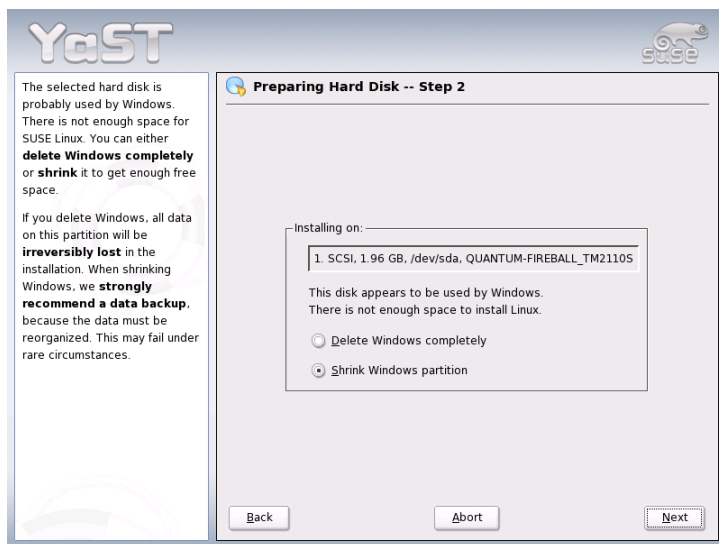 YaST
SUSE
The selected hard disk is
probably used by Windows.
There is not enough space for
SUSE Linux. You can either
delete Windows completely
or shrink it to get enough free
space.
If you delete Windows, all data
on this partition will be
irreversibly lost in the
installation. When shrinking
Windows, we strongly
recommend a data backup,
because the data must be
reorganized. This may fail under
rare circumstances.
Preparing Hard Disk -- Step 2
Installing on:
1. SCSI, 1.96 GB, /dev/sda, QUANTUM-FIREBALL_TM2110S
This disk appears to be used by Windows.
There is not enough space to install Linux.
Delete Windows completely
Shrink Windows partition
Back
Abort
Next